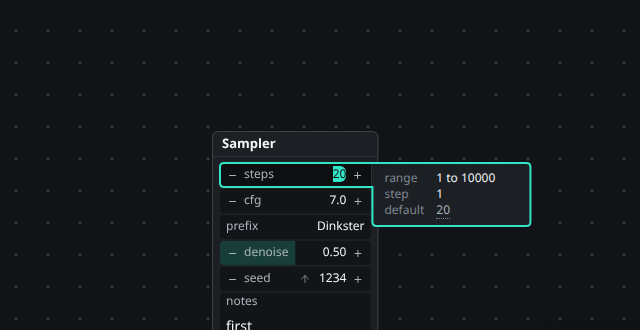 Sampler
− steps 20 +
range 1 to 10000
step 1
default 20
− cfg 7.0 +
prefix Dinkster
− denoise 0.50 +
− seed ↑ 1234 +
notes
first